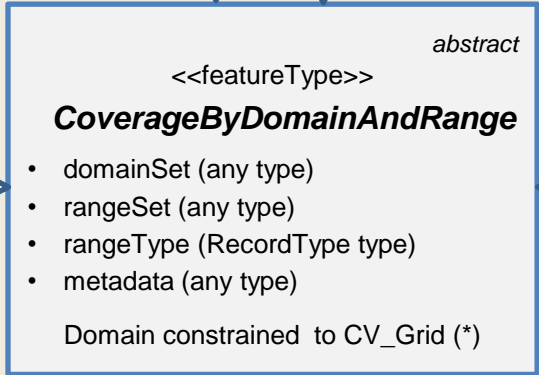 abstract
<<featureType>>
CoverageByDomainAndRange
• domainSet (any type)
• rangeSet (any type)
• rangeType (RecordType type)
• metadata (any type)
Domain constrained to CV_Grid (*)